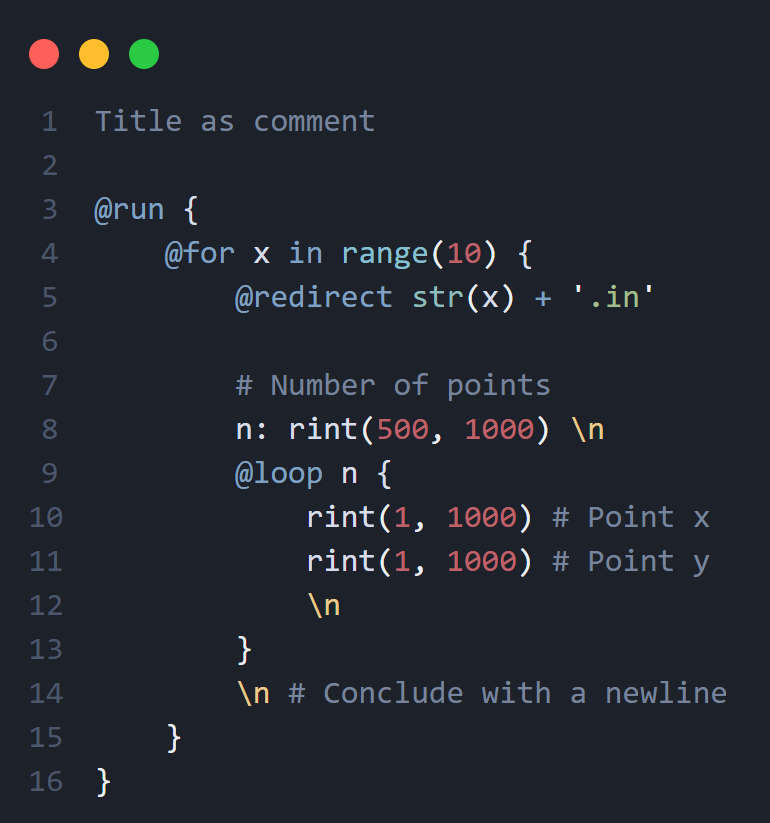 1 Title as comment
2
3 @run {
4     @for x in range(10) {
5         @redirect str(x) + '.in'
6
7         # Number of points
8         n: rint(500, 1000) \n
9         @loop n {
10             rint(1, 1000) # Point x
11             rint(1, 1000) # Point y
12             \n
13         }
14         \n # Conclude with a newline
15     }
16 }